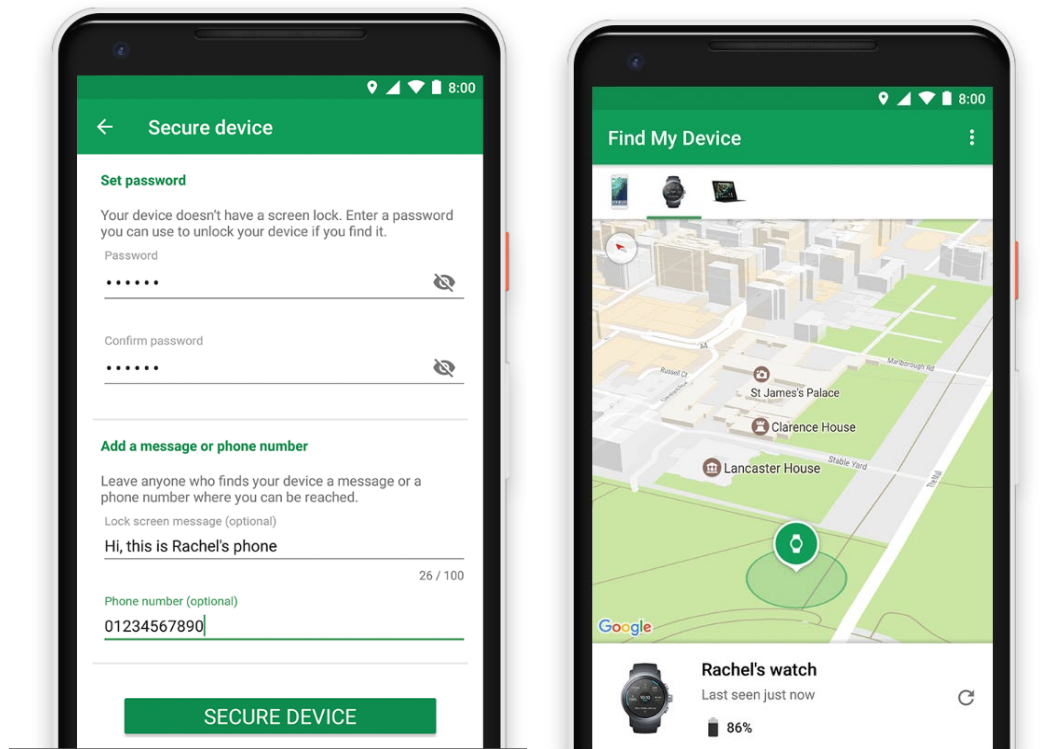 8:00
Secure device
Set password
Your device doesn't have a screen lock. Enter a password
you can use to unlock your device if you find it.
Password
••••••
Confirm password
••••••
Add a message or phone number
Leave anyone who finds your device a message or a
phone number where you can be reached.
Lock screen message (optional)
Hi, this is Rachel's phone
26 / 100
Phone number (optional)
01234567890
SECURE DEVICE
8:00
Find My Device
A4
Marlborough Rd
Russell Ct
St James's Palace
Clarence House
Stable Yard
Lancaster House
The Mall
Google
Rachel's watch
Last seen just now
86%